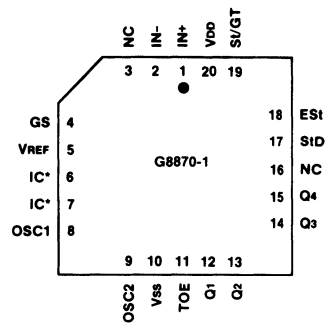 NC IN- IN+ VDD St/GT
3 2 1 20 19
GS 4
VREF 5
IC* 6
IC* 7
OSC1 8
G8870-1
18 ESt
17 StD
16 NC
15 Q4
14 Q3
9 10 11 12 13
OSC2 Vss TOE Q1 Q2